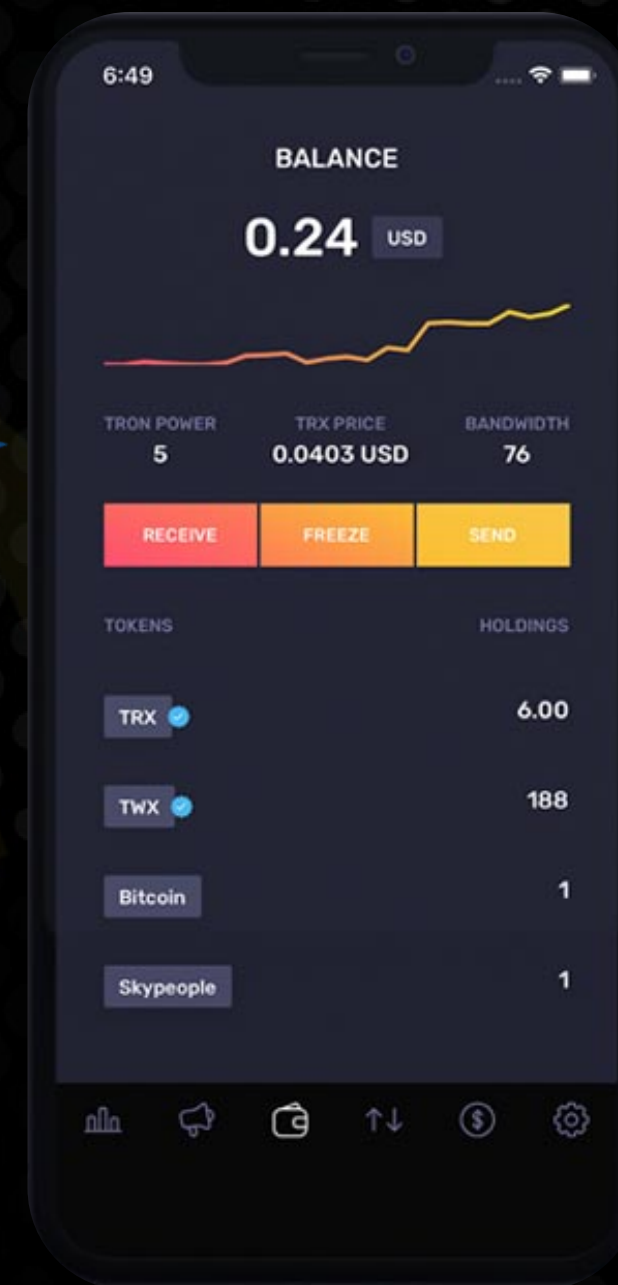 6:49
BALANCE
0.24 USD
TRON POWER TRX PRICE BANDWIDTH
5 0.0403 USD 76
RECEIVE FREEZE SEND
TOKENS HOLDINGS
TRX 6.00
TWX 188
Bitcoin 1
Skypeople 1
$